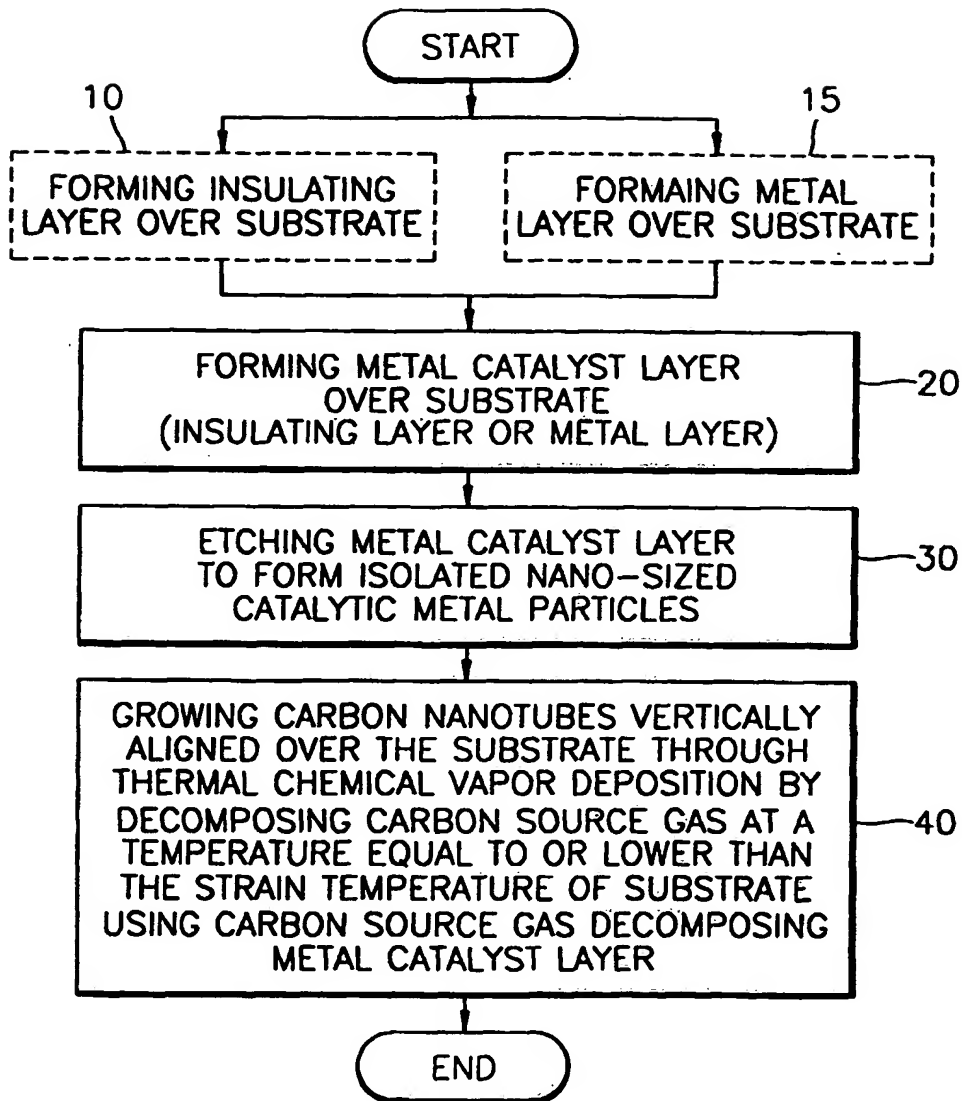 START
10
15
FORMING INSULATING
LAYER OVER SUBSTRATE
FORMAING METAL
LAYER OVER SUBSTRATE
FORMING METAL CATALYST LAYER
OVER SUBSTRATE
(INSULATING LAYER OR METAL LAYER)
20
ETCHING METAL CATALYST LAYER
TO FORM ISOLATED NANO-SIZED
CATALYTIC METAL PARTICLES
30
GROWING CARBON NANOTUBES VERTICALLY
ALIGNED OVER THE SUBSTRATE THROUGH
THERMAL CHEMICAL VAPOR DEPOSITION BY
DECOMPOSING CARBON SOURCE GAS AT A
TEMPERATURE EQUAL TO OR LOWER THAN
THE STRAIN TEMPERATURE OF SUBSTRATE
USING CARBON SOURCE GAS DECOMPOSING
METAL CATALYST LAYER
40
END